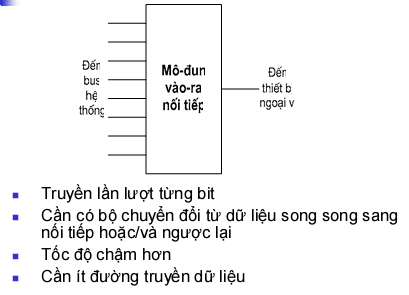 Đến
bus
hệ
thống
Mô-đun
vào-ra
nối tiếp
Đến
thiết b
ngoại v
Truyền lần lượt từng bit
Cần có bộ chuyển đổi từ dữ liệu song song sang
nối tiếp hoặc/và ngược lại
Tốc độ chậm hơn
Cần ít đường truyền dữ liệu